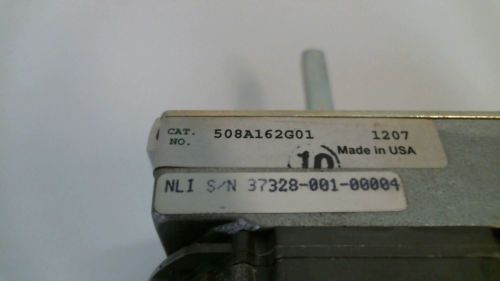 CAT. NO. 508A162G01 1207
10 Made in USA
NLI S/N 37328-001-00004